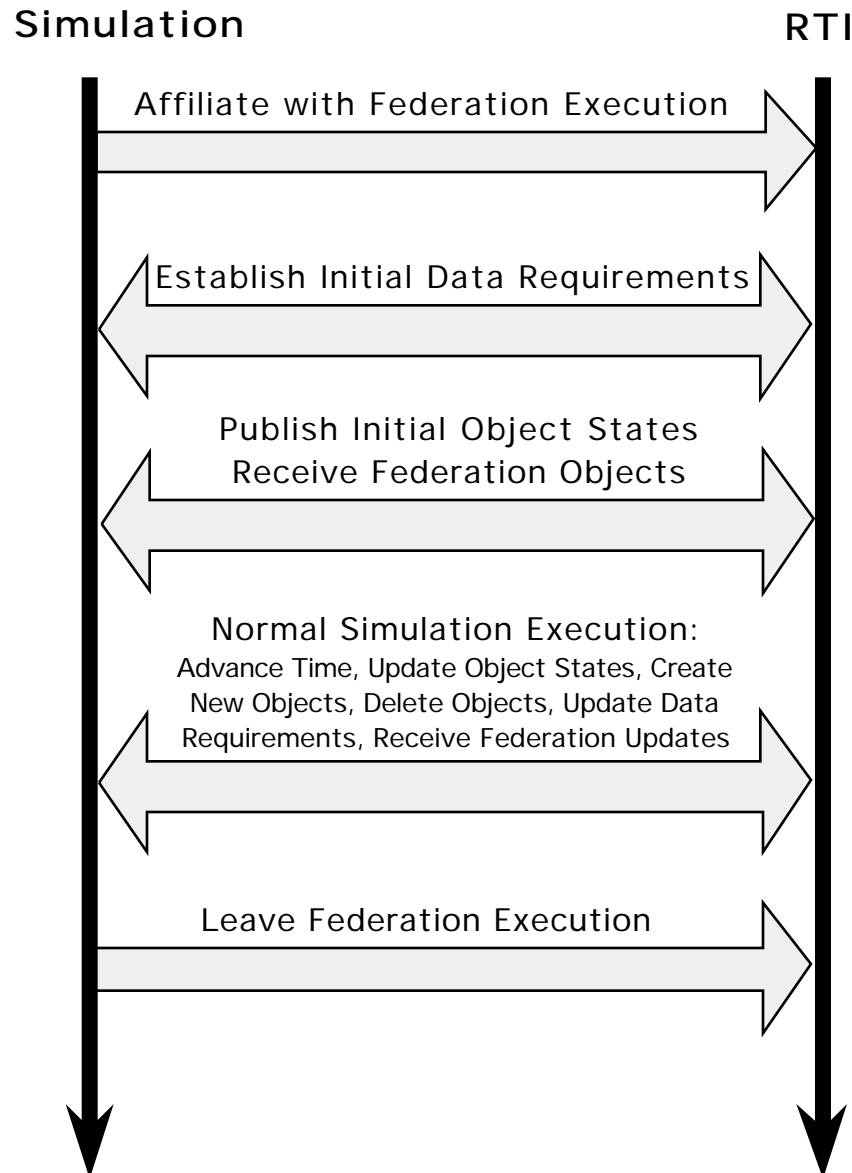 Simulation
RTI
Affiliate with Federation Execution
Establish Initial Data Requirements
Publish Initial Object States
Receive Federation Objects
Normal Simulation Execution:
Advance Time, Update Object States, Create
New Objects, Delete Objects, Update Data
Requirements, Receive Federation Updates
Leave Federation Execution